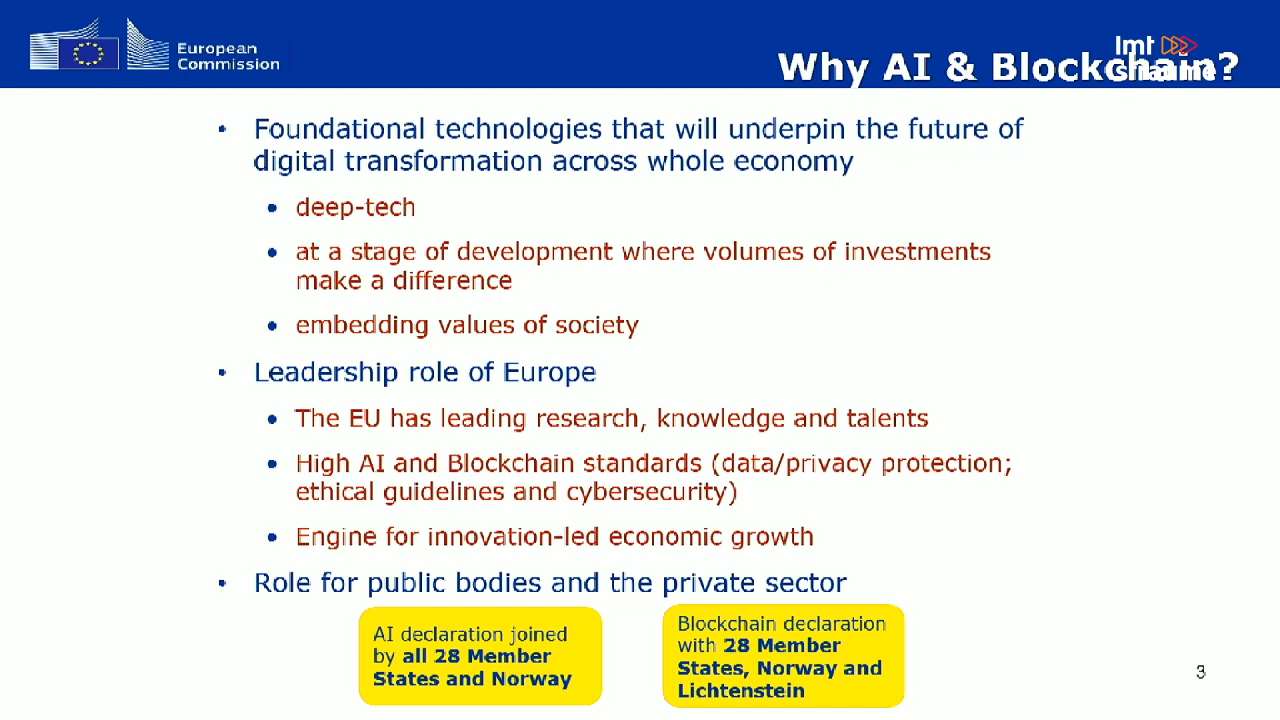 European
Commission
lmt
Why AI & Blockchain?
• Foundational technologies that will underpin the future of
digital transformation across whole economy
• deep-tech
• at a stage of development where volumes of investments
make a difference
• embedding values of society
• Leadership role of Europe
• The EU has leading research, knowledge and talents
• High AI and Blockchain standards (data/privacy protection;
ethical guidelines and cybersecurity)
• Engine for innovation-led economic growth
• Role for public bodies and the private sector
AI declaration joined
by all 28 Member
States and Norway
Blockchain declaration
with 28 Member
States, Norway and
Lichtenstein
3